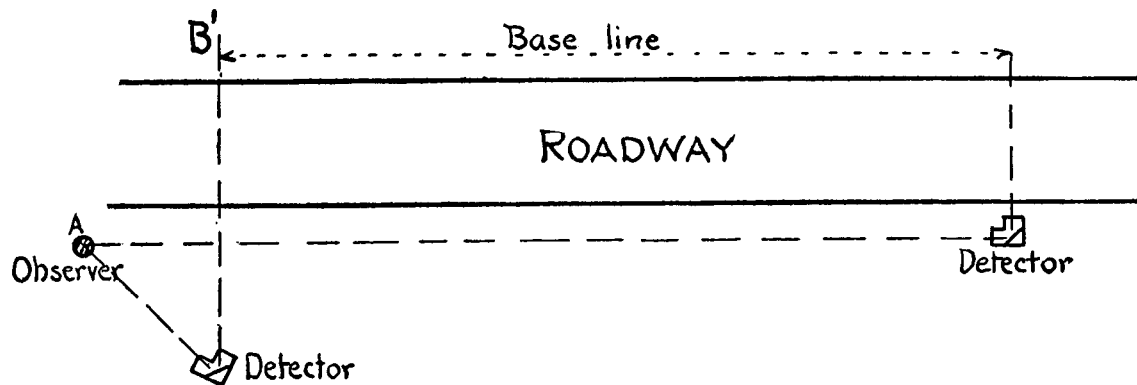 B'
Base line
ROADWAY
A
Observer
Detector
Detector